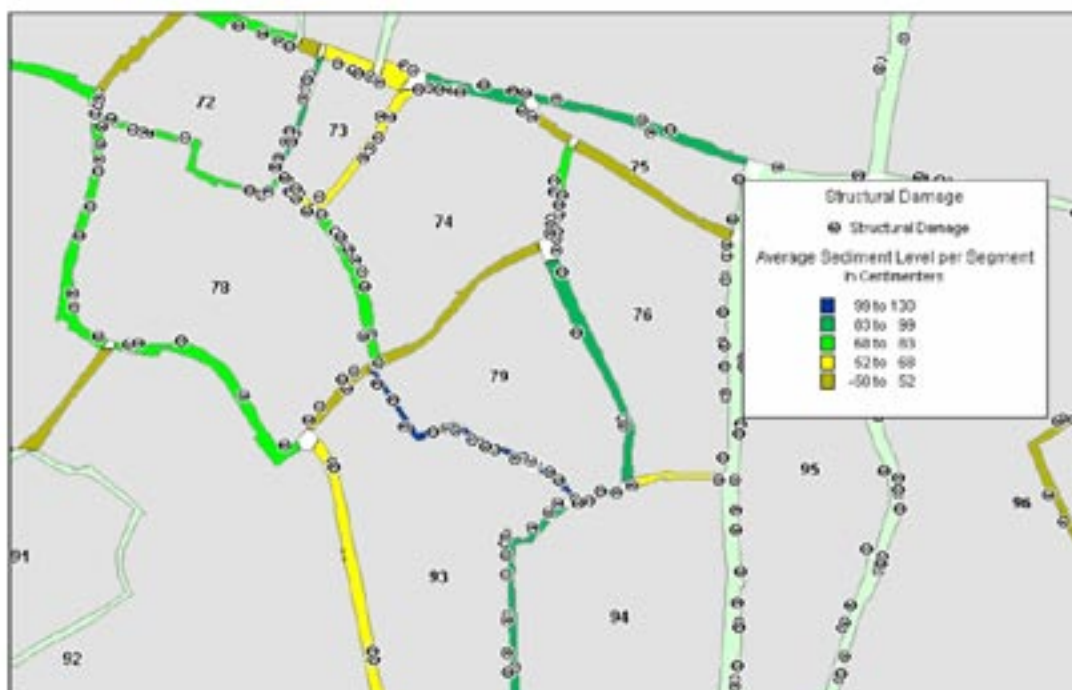 72
73
75
74
78
76
79
95
96
91
93
94
92
Structural Damage
Structural Damage
Average Sediment Level per Segment
in Centimenters
99 to 130
83 to 99
68 to 83
52 to 68
-50 to 52